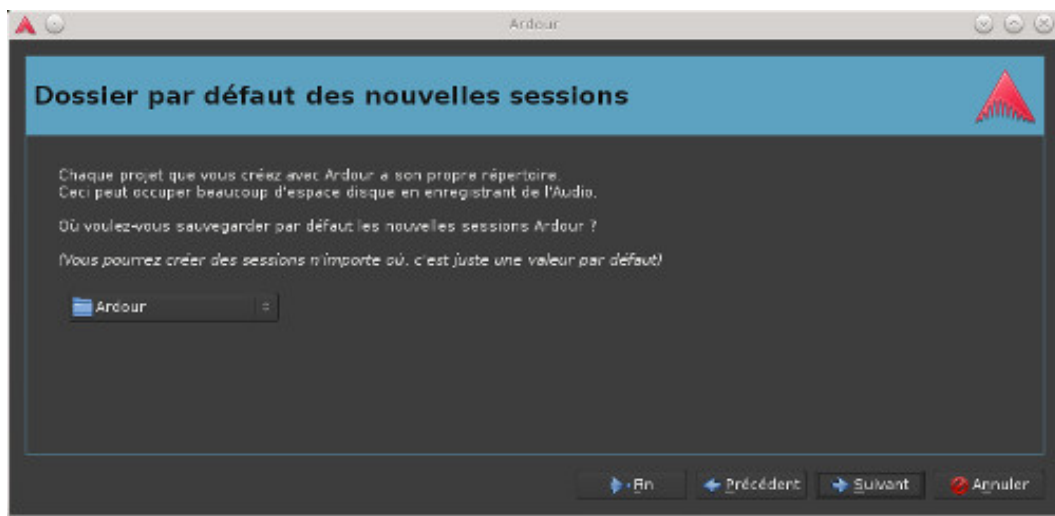 Ardour
Dossier par défaut des nouvelles sessions
Chaque projet que vous créez avec Ardour a son propre répertoire.
Ceci peut occuper beaucoup d'espace disque en enregistrant de l'Audio.
Où voulez-vous sauvegarder par défaut les nouvelles sessions Ardour ?
(Vous pourrez créer des sessions n'importe où, c'est juste une valeur par défaut)
Ardour
Fin
Précédent
Suivant
Annuler